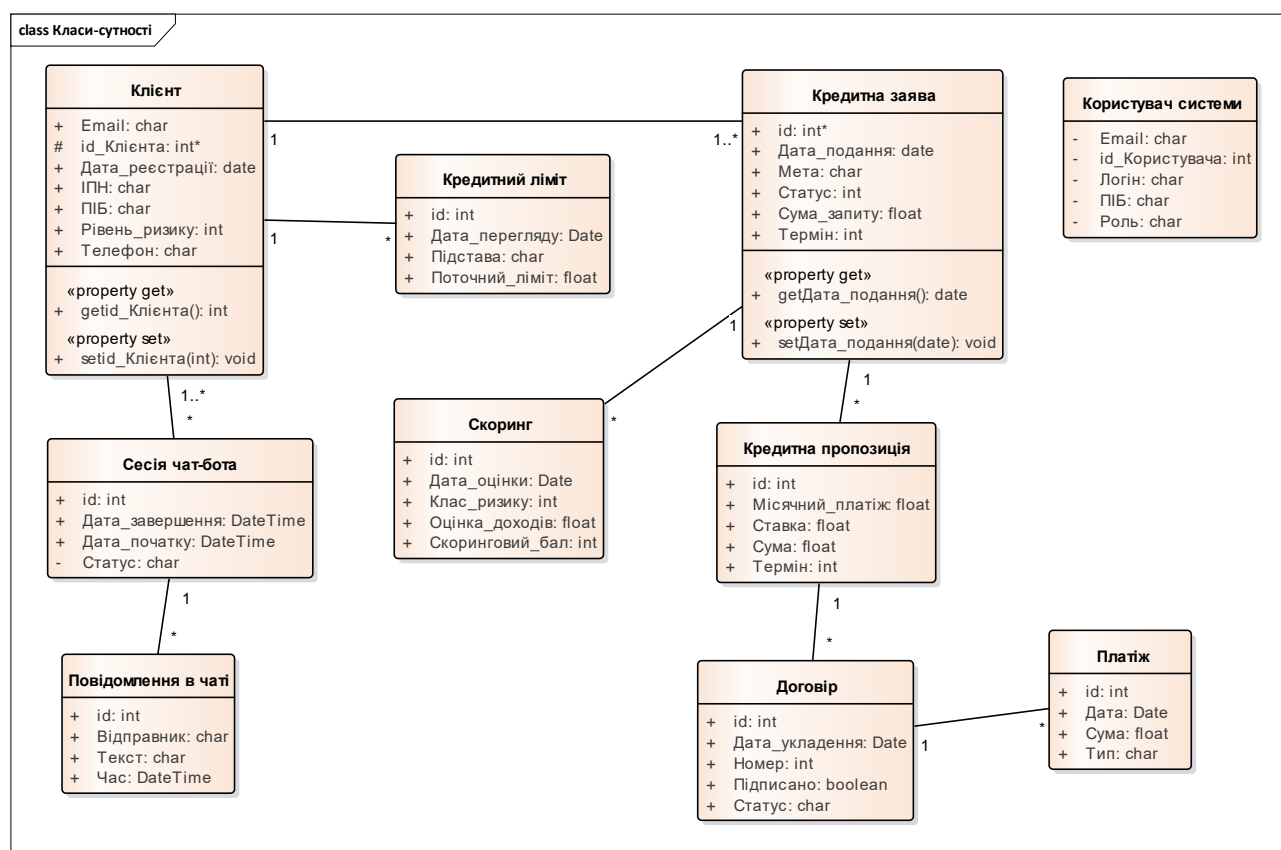 class Класи-сутності
Клієнт
+ Email: char
# id_Клієнта: int*
+ Дата_реєстрації: date
+ ІПН: char
+ ПІБ: char
+ Рівень_ризику: int
+ Телефон: char
«property get»
+ getid_Клієнта(): int
«property set»
+ setid_Клієнта(int): void
1
1..*
1
*
Кредитний ліміт
+ id: int
+ Дата_перегляду: Date
+ Підстава: char
+ Поточний_ліміт: float
Кредитна заява
+ id: int*
+ Дата_подання: date
+ Мета: char
+ Статус: int
+ Сума_запиту: float
+ Термін: int
«property get»
+ getДата_подання(): date
«property set»
+ setДата_подання(date): void
Користувач системи
- Email: char
- id_Користувача: int
- Логін: char
- ПІБ: char
- Роль: char
1..*
*
1
*
1
*
Сесія чат-бота
+ id: int
+ Дата_завершення: DateTime
+ Дата_початку: DateTime
- Статус: char
Скоринг
+ id: int
+ Дата_оцінки: Date
+ Клас_ризику: int
+ Оцінка_доходів: float
+ Скоринговий_бал: int
Кредитна пропозиція
+ id: int
+ Місячний_платіж: float
+ Ставка: float
+ Сума: float
+ Термін: int
1
*
1
*
Повідомлення в чаті
+ id: int
+ Відправник: char
+ Текст: char
+ Час: DateTime
Договір
+ id: int
+ Дата_укладення: Date
+ Номер: int
+ Підписано: boolean
+ Статус: char
1
*
Платіж
+ id: int
+ Дата: Date
+ Сума: float
+ Тип: char